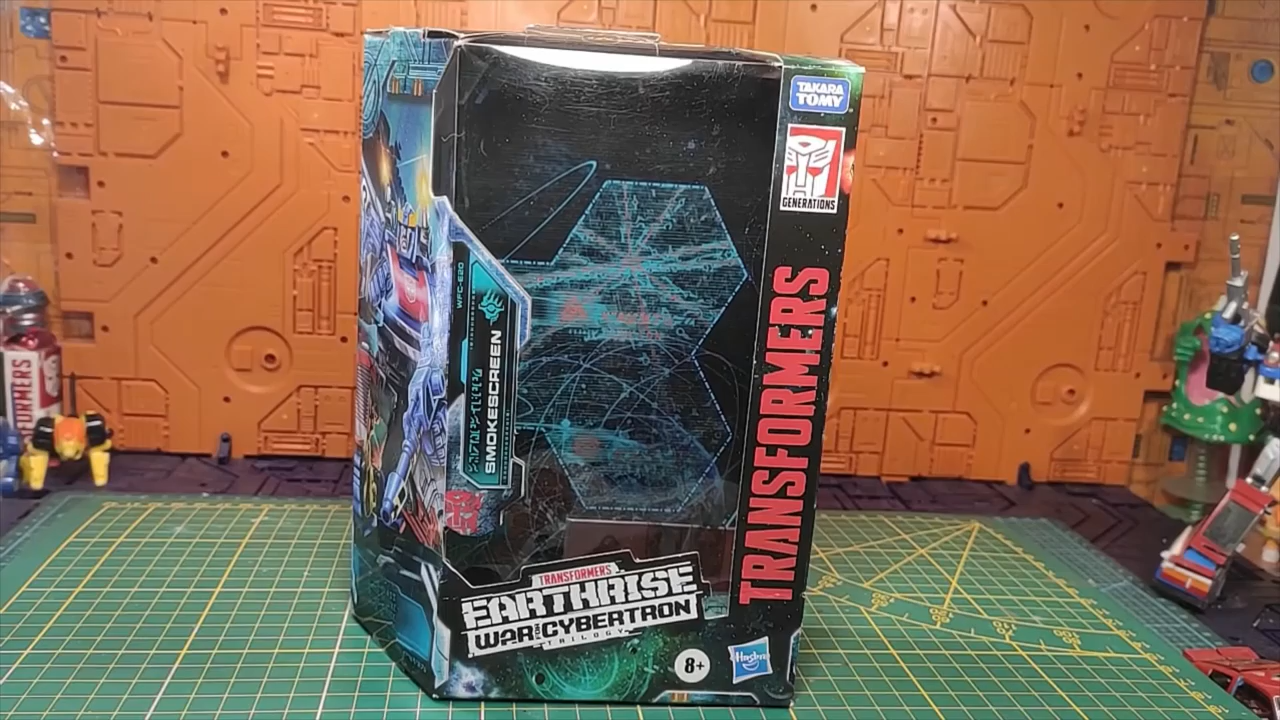 TAKARA
TOMY
GENERATIONS
TRANSFORMERS
WFC-E20
SMOKESCREEN
TRANSFORMERS
EARTHRISE
WAR FOR CYBERTRON
TRILOGY
8+
Hasbro